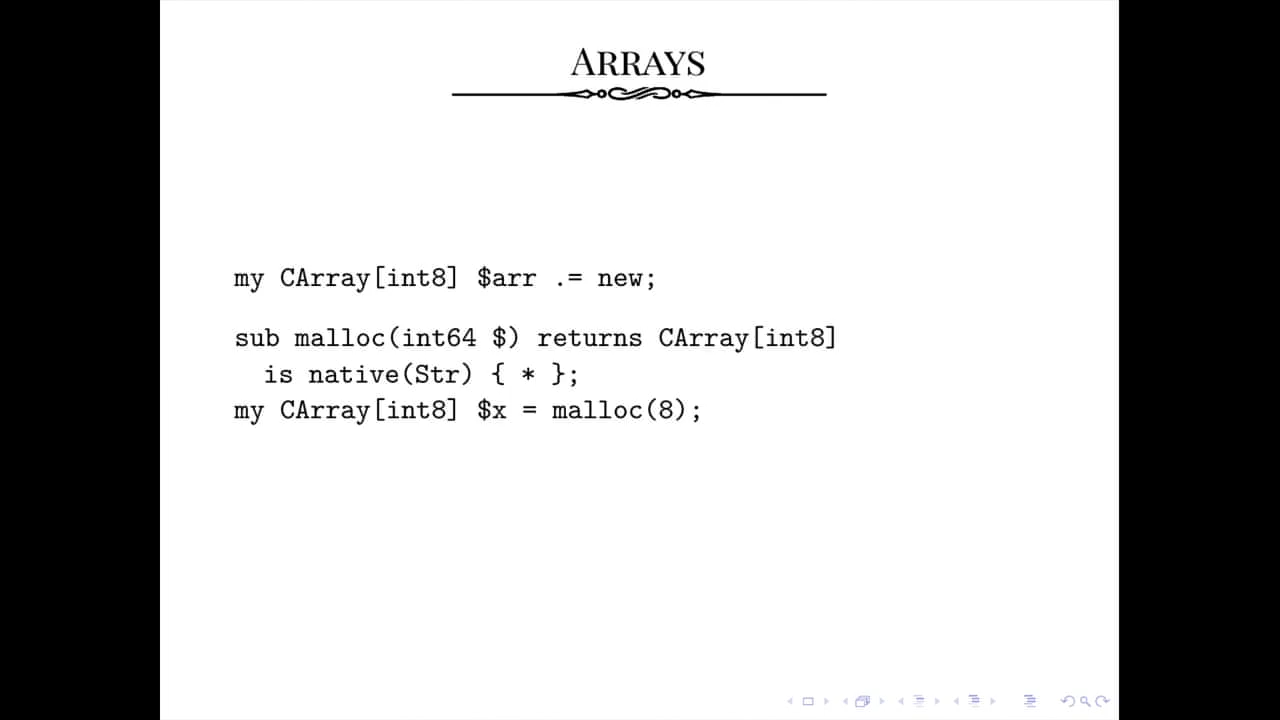 ARRAYS
my CArray[int8] $arr .= new;
sub malloc(int64 $) returns CArray[int8]
is native(Str) { * };
my CArray[int8] $x = malloc(8);